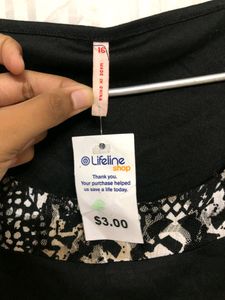 16
MADE IN CHINA
Lifeline
shop
Thank you.
Your purchase helped
us save a life today.
$3.00